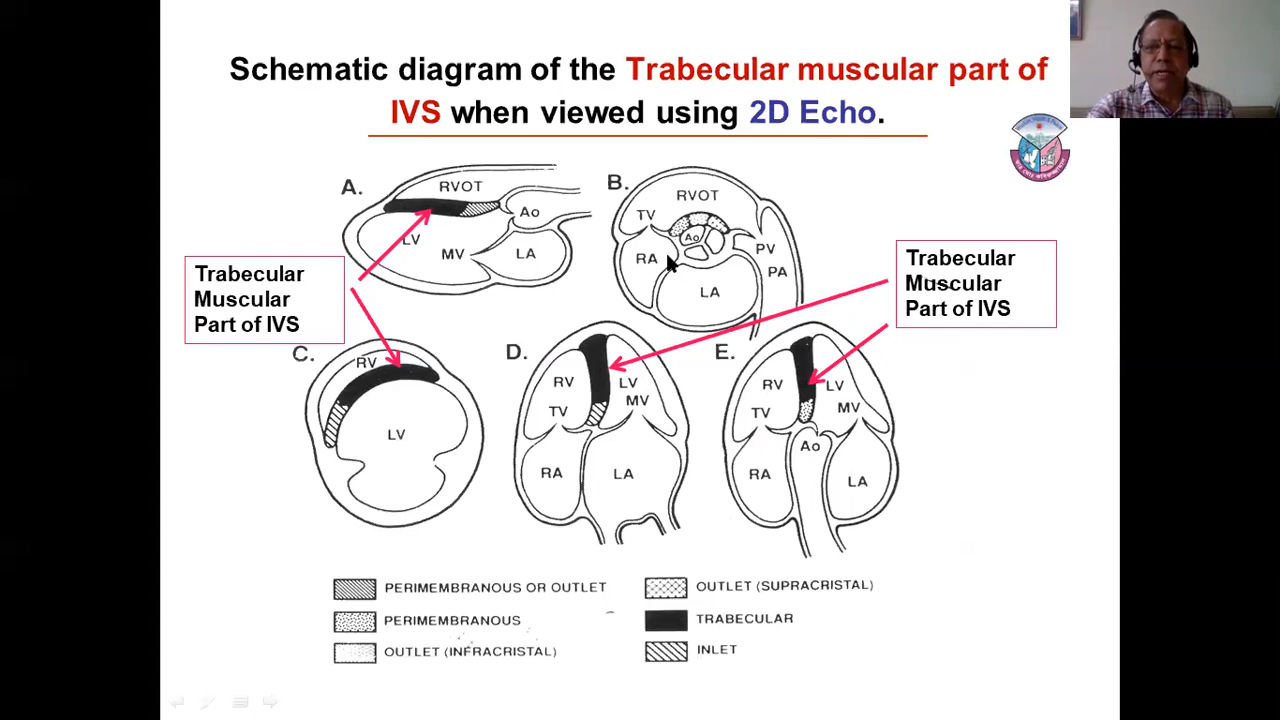 Schematic diagram of the Trabecular muscular part of
IVS when viewed using 2D Echo.
A.
RVOT
Ao
LV
MV
LA
B.
RVOT
TV
Ao
RA
PV
PA
LA
Trabecular
Muscular
Part of IVS
Trabecular
Muscular
Part of IVS
C.
RV
LV
D.
RV
LV
TV
MV
RA
LA
E.
RV
LV
TV
MV
Ao
RA
LA
PERIMEMBRANOUS OR OUTLET
PERIMEMBRANOUS
OUTLET (INFRACRISTAL)
OUTLET (SUPRACRISTAL)
TRABECULAR
INLET